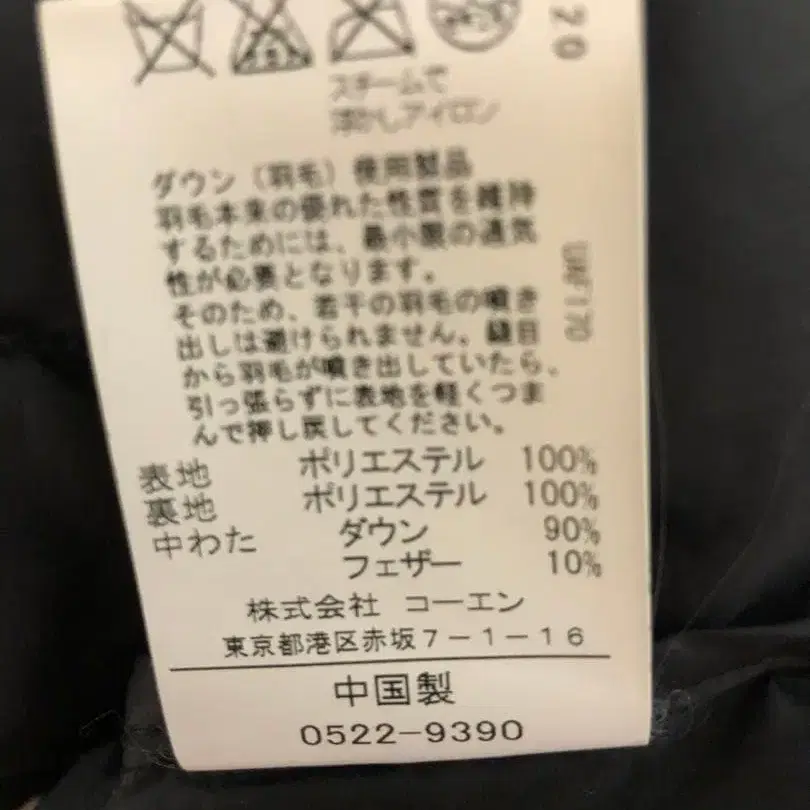 20
スチームで
浮かしアイロン
ダウン（羽毛）使用製品
羽毛本来の優れた性質を維持
するためには、最小限の通気
性が必要となります。
そのため、若干の羽毛の噴き
出しは避けられません。縫目
から羽毛が噴き出していたら、
引っ張らずに表地を軽くつま
んで押し戻してください。
表地 ポリエステル 100%
裏地 ポリエステル 100%
中わた ダウン 90%
フェザー 10%
株式会社 コーエン
東京都港区赤坂7－1－16
中国製
0522－9390